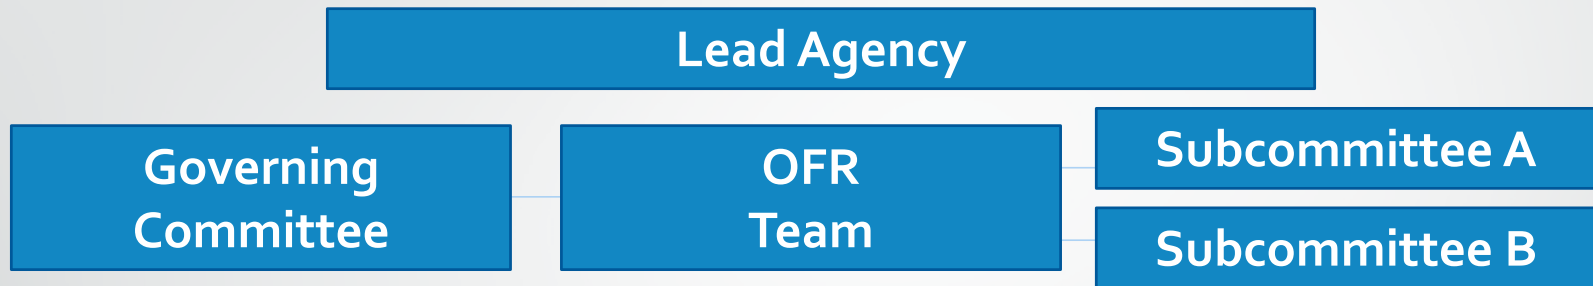 Lead Agency
Governing
Committee
OFR
Team
Subcommittee A
Subcommittee B